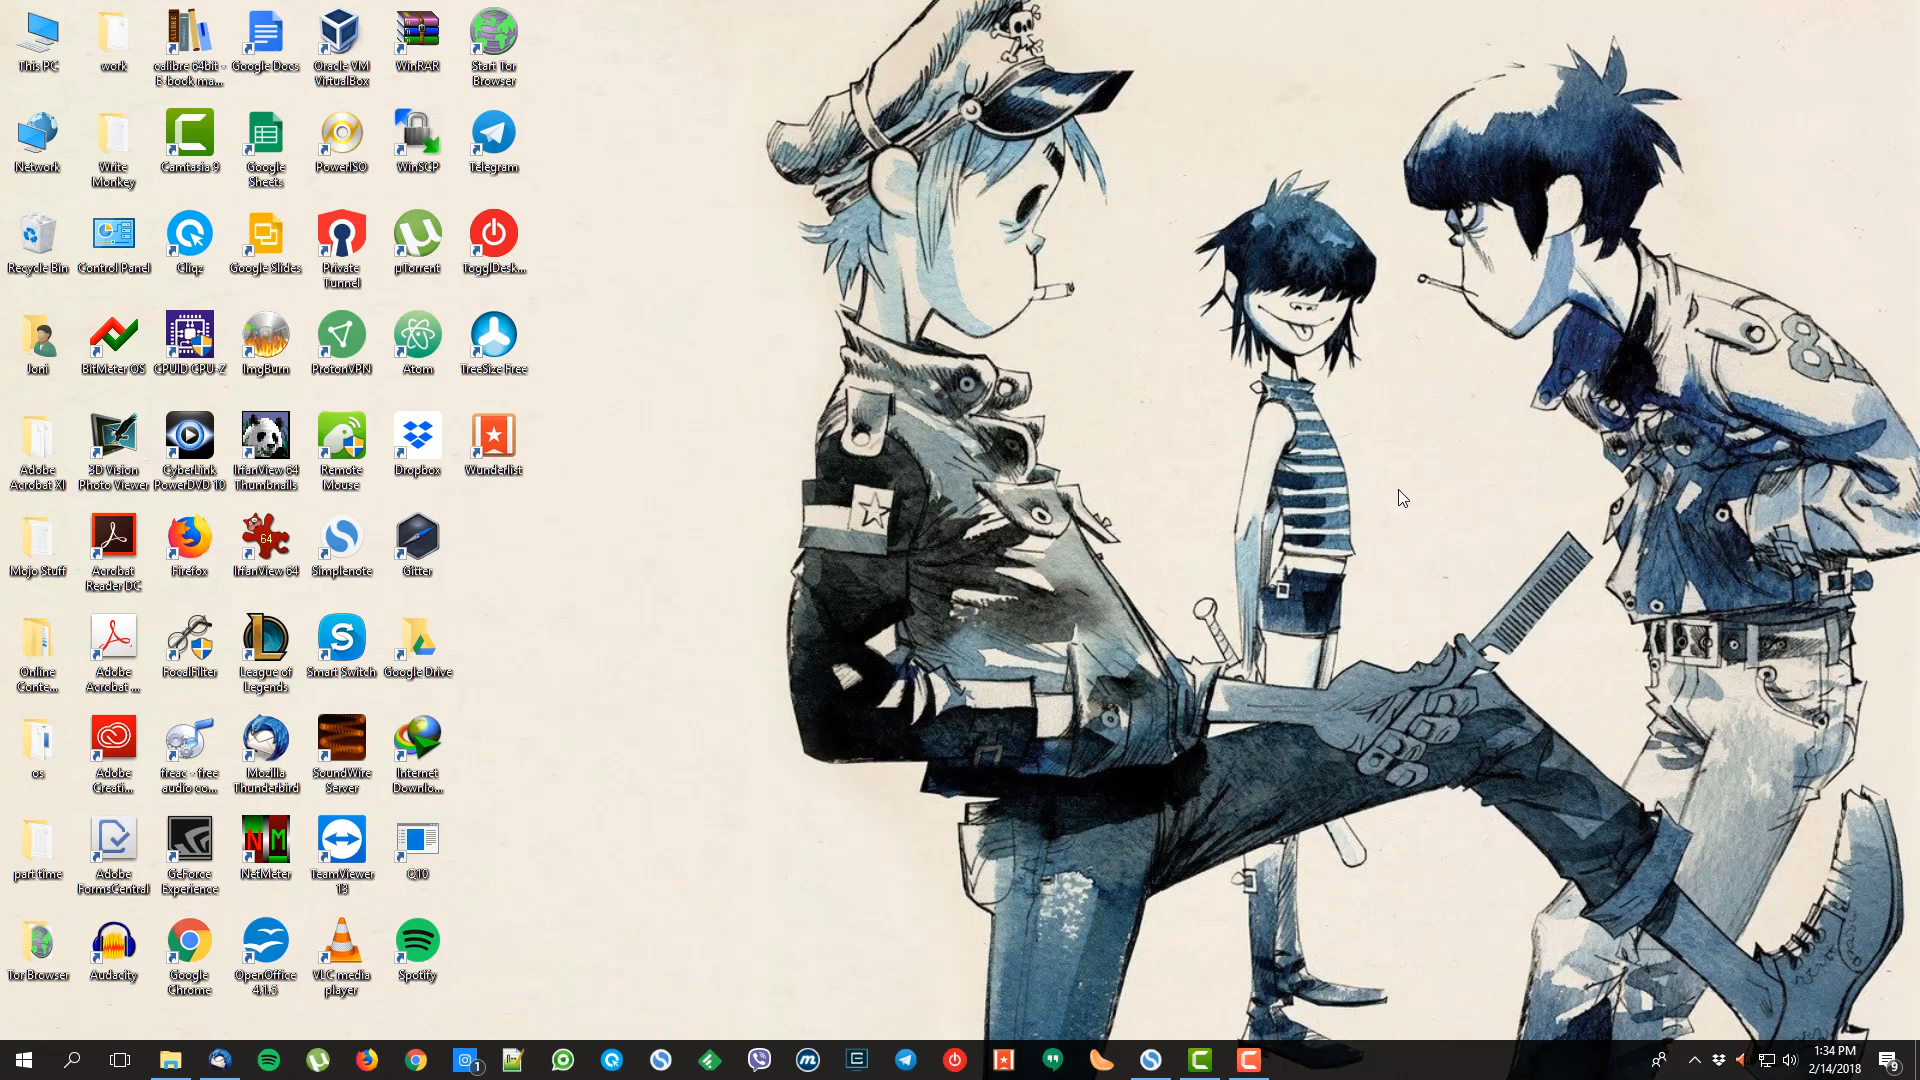 This PC
work
calibre 64bit -
E-book ma...
Google Docs
Oracle VM
VirtualBox
WinRAR
Start Tor
Browser
Network
Write
Monkey
Camtasia 9
Google
Sheets
PowerISO
WinSCP
Telegram
Recycle Bin
Control Panel
Cliqz
Google Slides
Private
Tunnel
µTorrent
TogglDesk...
Joni
BitMeter OS
CPUID CPU-Z
ImgBurn
ProtonVPN
Atom
TreeSize Free
Adobe
Acrobat XI
3D Vision
Photo Viewer
CyberLink
PowerDVD 10
IrfanView 64
Thumbnails
Remote
Mouse
Dropbox
Wunderlist
Mojo Stuff
Acrobat
Reader DC
Firefox
64
IrfanView 64
Simplenote
Gitter
Online
Conte...
Adobe
Acrobat ...
FocalFilter
League of
Legends
Smart Switch
Google Drive
os
Adobe
Creati...
freac - free
audio co...
Mozilla
Thunderbird
SoundWire
Server
Internet
Downlo...
part time
Adobe
FormsCentral
GeForce
Experience
NM
NetMeter
TeamViewer
13
Q10
Tor Browser
Audacity
Google
Chrome
OpenOffice
4.1.5
VLC media
player
Spotify
1
1:34 PM
2/14/2018
9